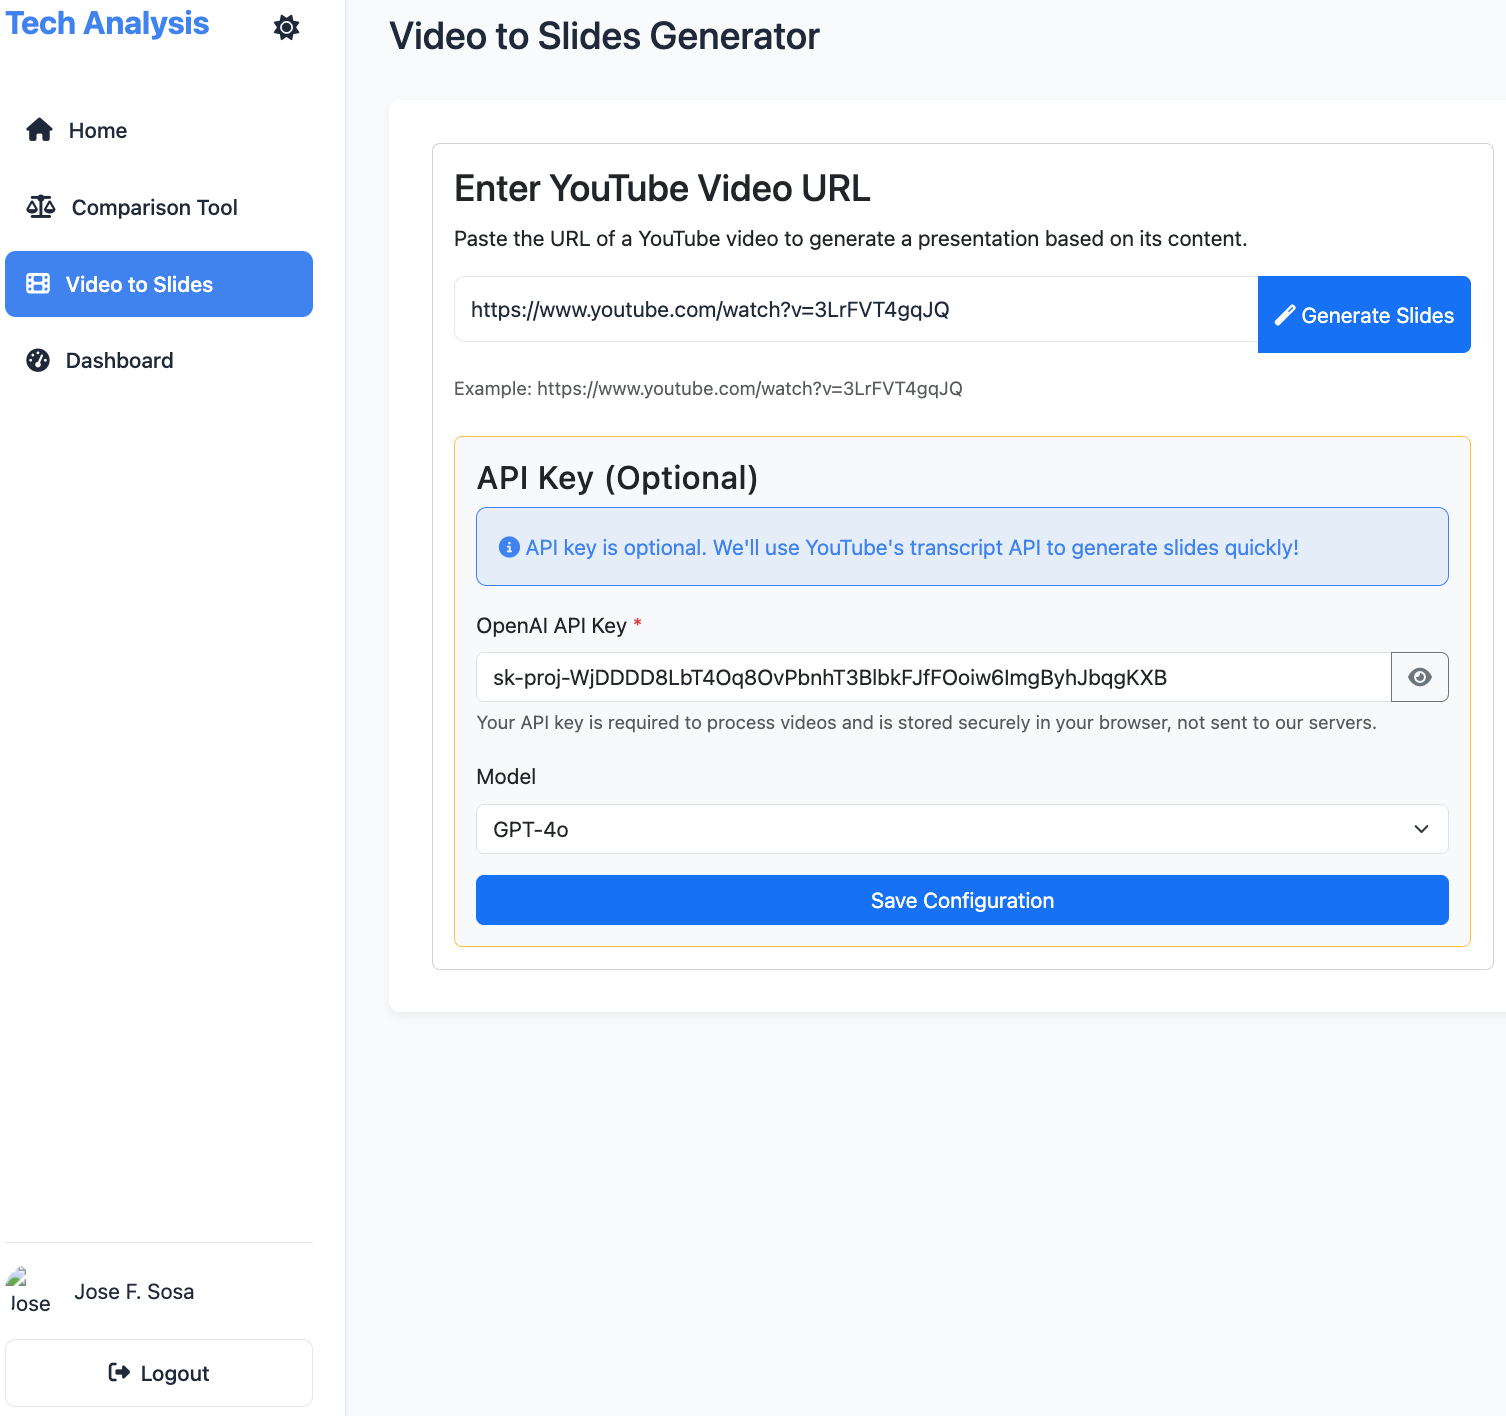 Tech Analysis
Home
Comparison Tool
Video to Slides
Dashboard
Jose
Jose F. Sosa
Logout
Video to Slides Generator
Enter YouTube Video URL
Paste the URL of a YouTube video to generate a presentation based on its content.
https://www.youtube.com/watch?v=3LrFVT4gqJQ
Generate Slides
Example: https://www.youtube.com/watch?v=3LrFVT4gqJQ
API Key (Optional)
API key is optional. We'll use YouTube's transcript API to generate slides quickly!
OpenAI API Key *
sk-proj-WjDDDD8LbT4Oq8OvPbnhT3BlbkFJfFOoiw6ImgByhJbqgKXB
Your API key is required to process videos and is stored securely in your browser, not sent to our servers.
Model
GPT-4o
Save Configuration